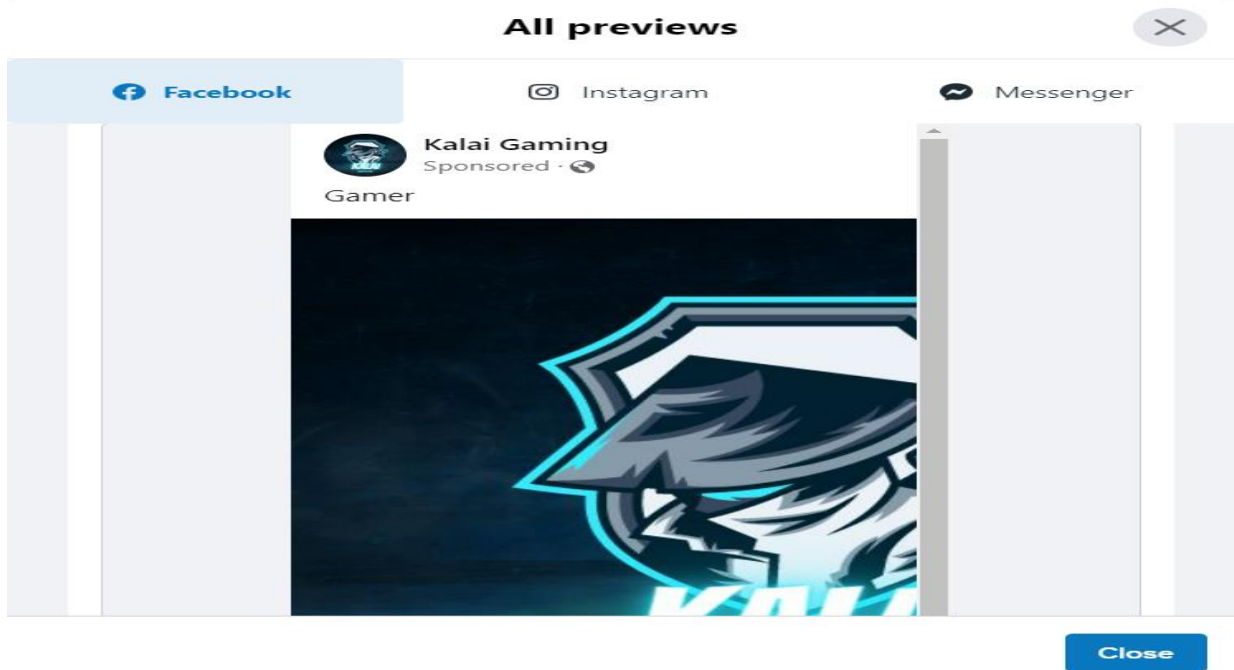 All previews
Facebook
Instagram
Messenger
Kalai Gaming
Sponsored ·
Gamer
Close